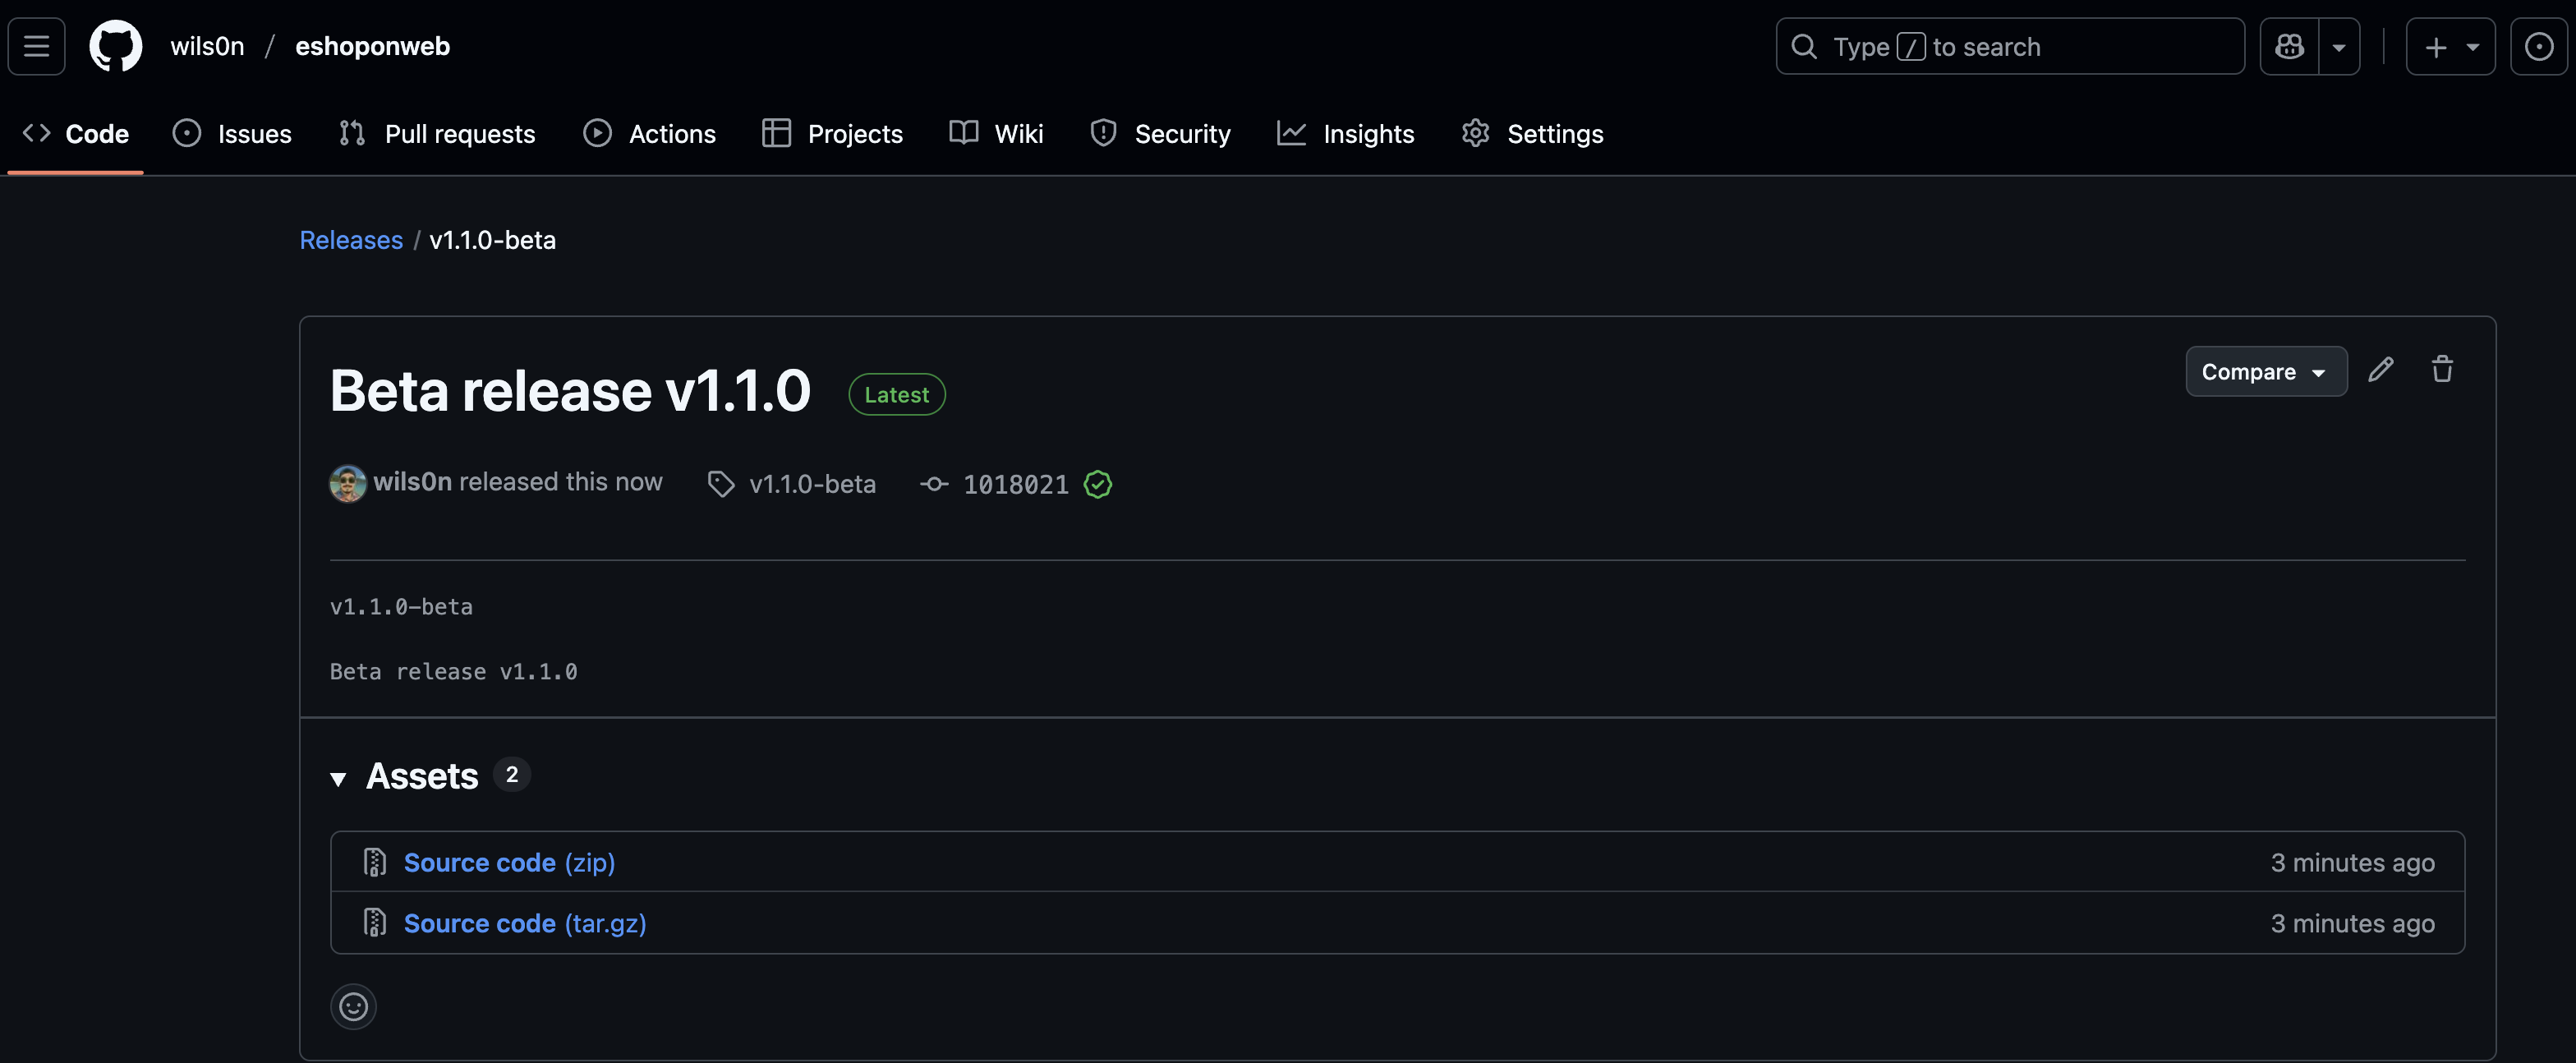 wils0n / eshoponweb
Type / to search
Code Issues Pull requests Actions Projects Wiki Security Insights Settings
Releases / v1.1.0-beta
Beta release v1.1.0 Latest
Compare
wils0n released this now v1.1.0-beta 1018021
v1.1.0-beta
Beta release v1.1.0
Assets 2
Source code (zip) 3 minutes ago
Source code (tar.gz) 3 minutes ago